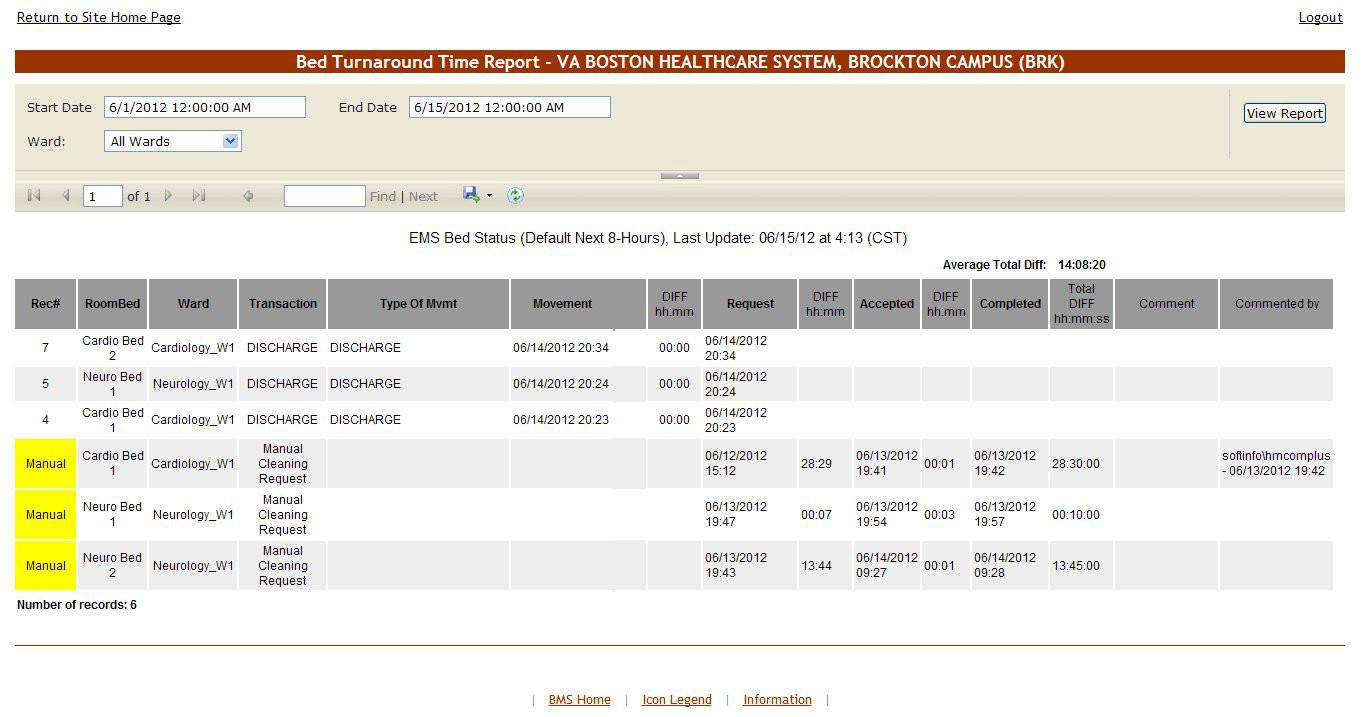 Return to Site Home Page Logout
Bed Turnaround Time Report - VA BOSTON HEALTHCARE SYSTEM, BROCKTON CAMPUS (BRK)
Start Date 6/1/2012 12:00:00 AM End Date 6/15/2012 12:00:00 AM View Report
Ward: All Wards
1 of 1 Find | Next
EMS Bed Status (Default Next 8-Hours), Last Update: 06/15/12 at 4:13 (CST)
Average Total Diff: 14:08:20
Rec# RoomBed Ward Transaction Type Of Mvmt Movement DIFF hh:mm Request DIFF hh:mm Accepted DIFF hh:mm Completed Total DIFF hh:mm:ss Comment Commented by
7 Cardio Bed 2 Cardiology_W1 DISCHARGE DISCHARGE 06/14/2012 20:34 00:00 06/14/2012 20:34
5 Neuro Bed 1 Neurology_W1 DISCHARGE DISCHARGE 06/14/2012 20:24 00:00 06/14/2012 20:24
4 Cardio Bed 1 Cardiology_W1 DISCHARGE DISCHARGE 06/14/2012 20:23 00:00 06/14/2012 20:23
Manual Cardio Bed 1 Cardiology_W1 Manual Cleaning Request 06/12/2012 15:12 28:29 06/13/2012 19:41 00:01 06/13/2012 19:42 28:30:00 softinfo\hmcomplus - 06/13/2012 19:42
Manual Neuro Bed 1 Neurology_W1 Manual Cleaning Request 06/13/2012 19:47 00:07 06/13/2012 19:54 00:03 06/13/2012 19:57 00:10:00
Manual Neuro Bed 2 Neurology_W1 Manual Cleaning Request 06/13/2012 19:43 13:44 06/14/2012 09:27 00:01 06/14/2012 09:28 13:45:00
Number of records: 6
| BMS Home | Icon Legend | Information |